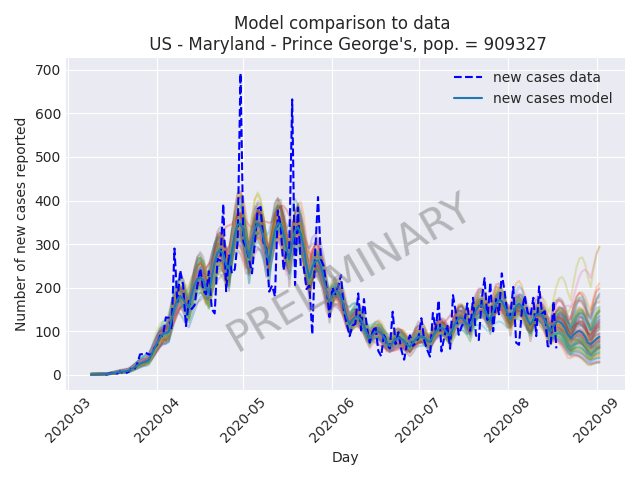 Model comparison to data
US - Maryland - Prince George's, pop. = 909327
new cases data
new cases model
Number of new cases reported
700
600
500
400
300
200
100
0
PRELIMINARY
2020-03
2020-04
2020-05
2020-06
2020-07
2020-08
2020-09
Day